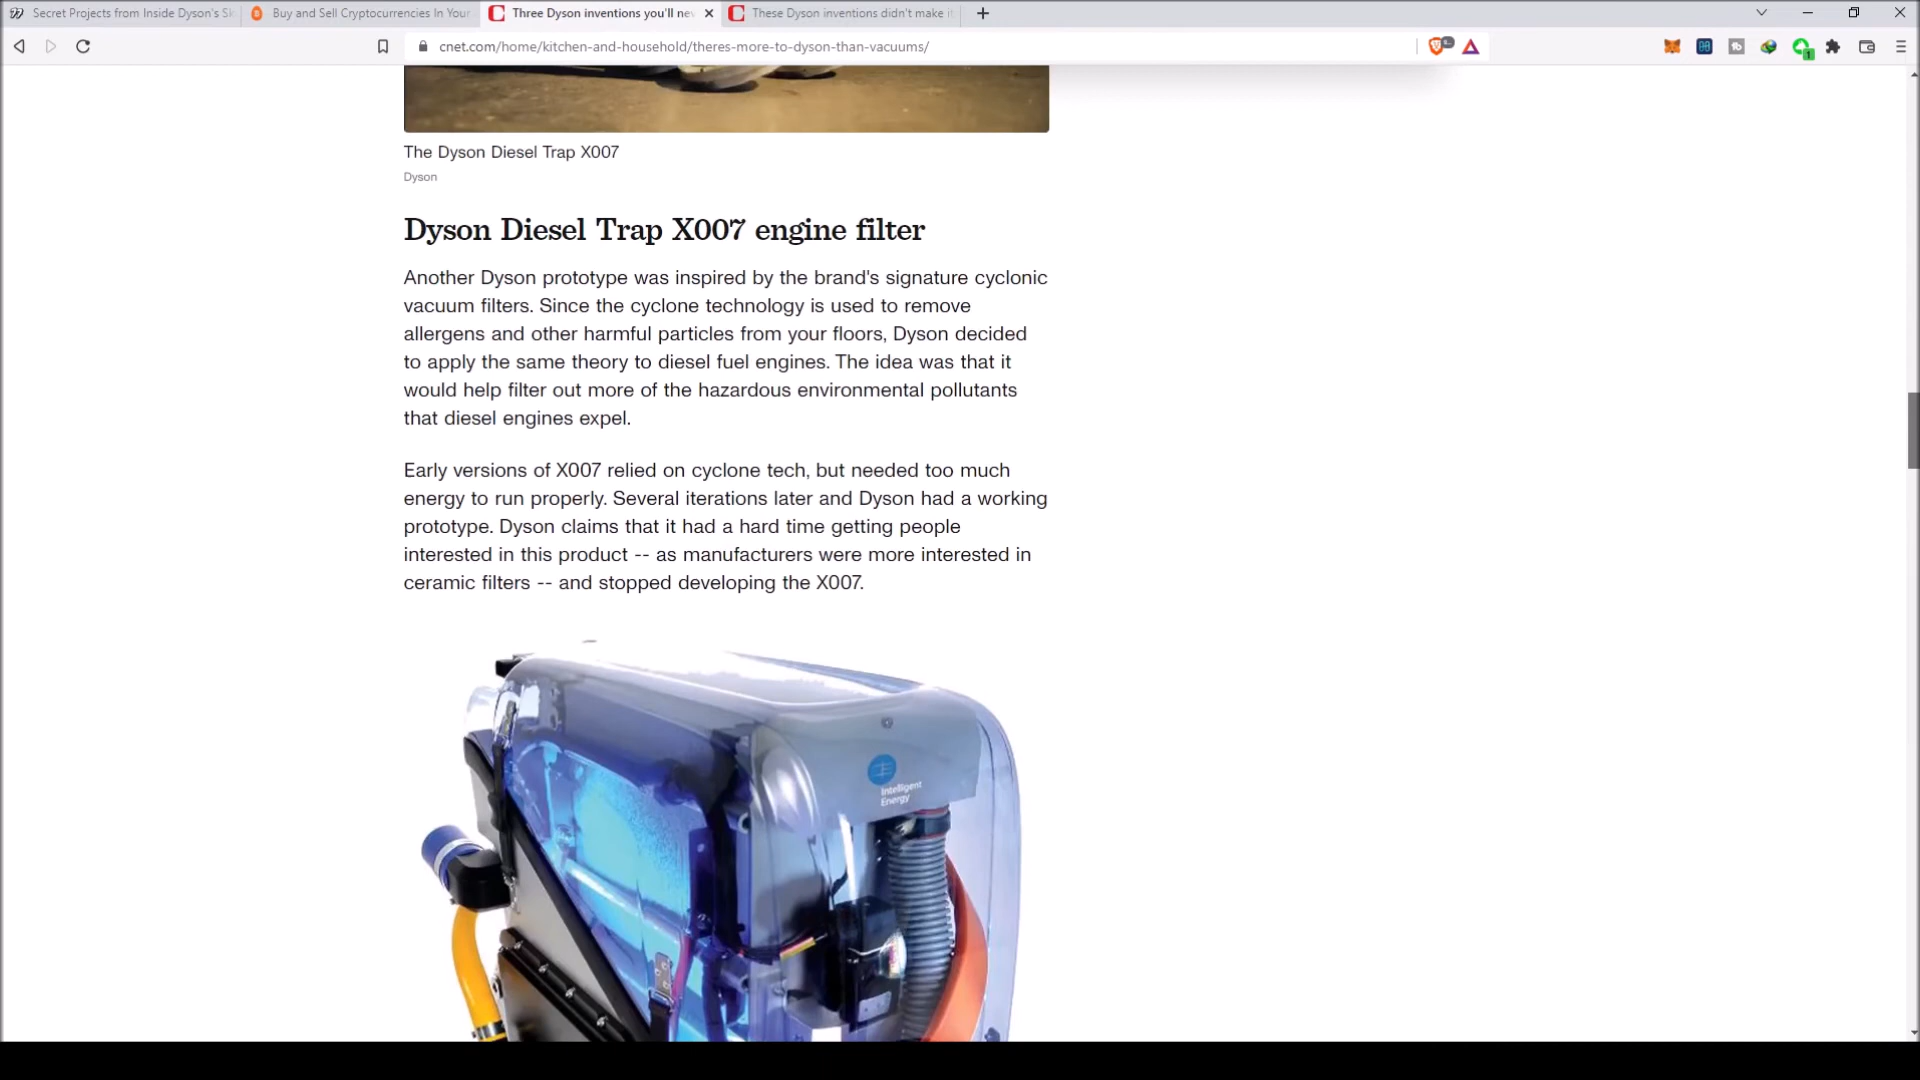 Secret Projects from Inside Dyson's Sk
Buy and Sell Cryptocurrencies In Your
Three Dyson inventions you'll nev
These Dyson inventions didn't make it
cnet.com/home/kitchen-and-household/theres-more-to-dyson-than-vacuums/
1
The Dyson Diesel Trap X007
Dyson
Dyson Diesel Trap X007 engine filter
Another Dyson prototype was inspired by the brand's signature cyclonic
vacuum filters. Since the cyclone technology is used to remove
allergens and other harmful particles from your floors, Dyson decided
to apply the same theory to diesel fuel engines. The idea was that it
would help filter out more of the hazardous environmental pollutants
that diesel engines expel.
Early versions of X007 relied on cyclone tech, but needed too much
energy to run properly. Several iterations later and Dyson had a working
prototype. Dyson claims that it had a hard time getting people
interested in this product -- as manufacturers were more interested in
ceramic filters -- and stopped developing the X007.
Intelligent
Energy